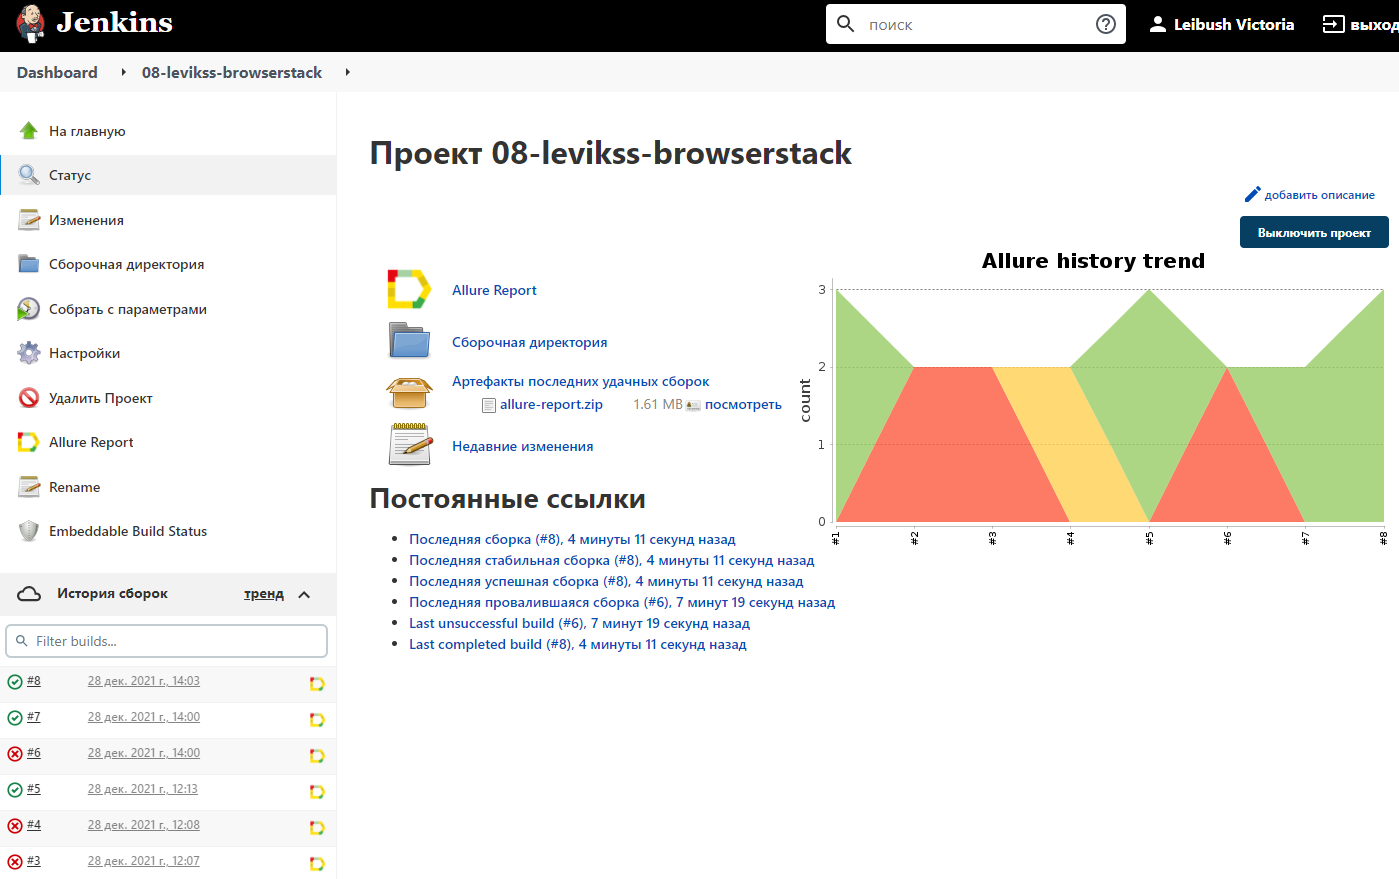 Jenkins
поиск
Leibush Victoria
выход
Dashboard
08-levikss-browserstack
На главную
Статус
Изменения
Сборочная директория
Собрать с параметрами
Настройки
Удалить Проект
Allure Report
Rename
Embeddable Build Status
История сборок
тренд
Filter builds...
#8 28 дек. 2021 г., 14:03
#7 28 дек. 2021 г., 14:00
#6 28 дек. 2021 г., 14:00
#5 28 дек. 2021 г., 12:13
#4 28 дек. 2021 г., 12:08
#3 28 дек. 2021 г., 12:07
Проект 08-levikss-browserstack
добавить описание
Выключить проект
Allure Report
Сборочная директория
Артефакты последних удачных сборок
allure-report.zip 1.61 MB посмотреть
Недавние изменения
Allure history trend
count
3
2
1
0
#1 #2 #3 #4 #5 #6 #7 #8
Постоянные ссылки
Последняя сборка (#8), 4 минуты 11 секунд назад
Последняя стабильная сборка (#8), 4 минуты 11 секунд назад
Последняя успешная сборка (#8), 4 минуты 11 секунд назад
Последняя провалившаяся сборка (#6), 7 минут 19 секунд назад
Last unsuccessful build (#6), 7 минут 19 секунд назад
Last completed build (#8), 4 минуты 11 секунд назад